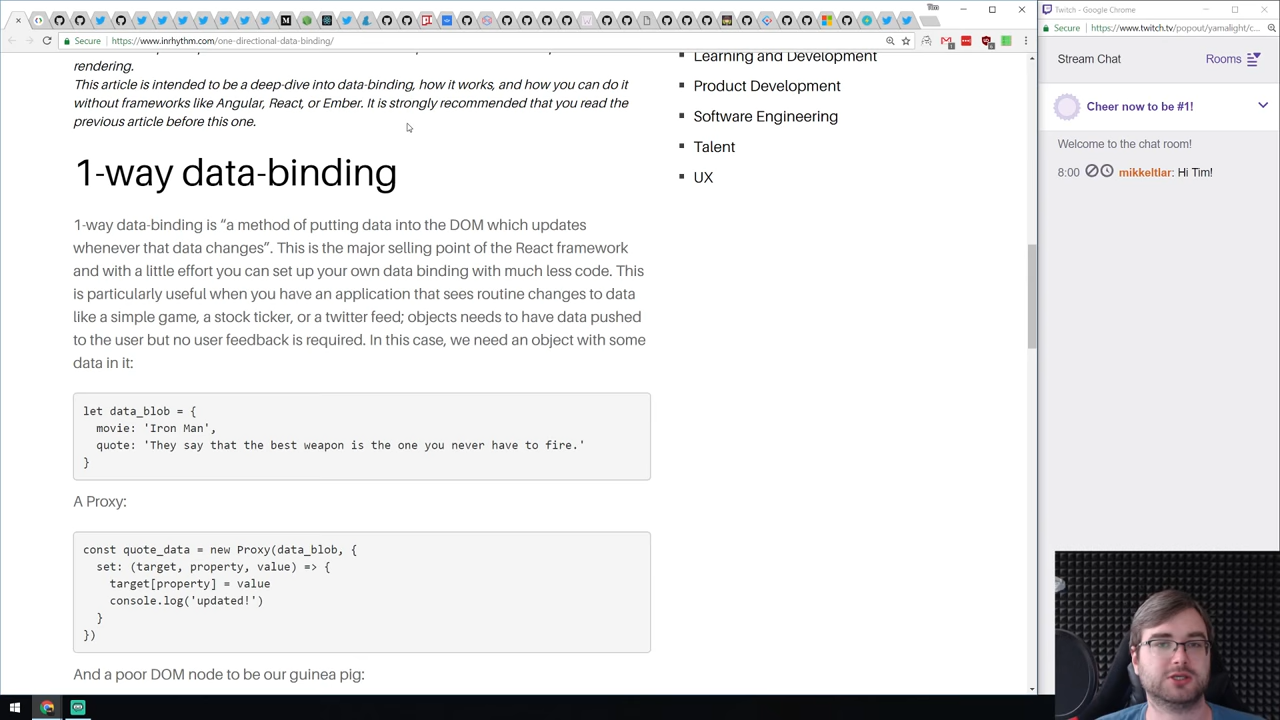 Tim
Secure
https://www.inrhythm.com/one-directional-data-binding/
rendering.
This article is intended to be a deep-dive into data-binding, how it works, and how you can do it
without frameworks like Angular, React, or Ember. It is strongly recommended that you read the
previous article before this one.
1-way data-binding
1-way data-binding is “a method of putting data into the DOM which updates
whenever that data changes”. This is the major selling point of the React framework
and with a little effort you can set up your own data binding with much less code. This
is particularly useful when you have an application that sees routine changes to data
like a simple game, a stock ticker, or a twitter feed; objects needs to have data pushed
to the user but no user feedback is required. In this case, we need an object with some
data in it:
let data_blob = {
movie: 'Iron Man',
quote: 'They say that the best weapon is the one you never have to fire.'
}
A Proxy:
const quote_data = new Proxy(data_blob, {
set: (target, property, value) => {
target[property] = value
console.log('updated!')
}
})
And a poor DOM node to be our guinea pig:
Learning and Development
Product Development
Software Engineering
Talent
UX
Twitch - Google Chrome
Secure
https://www.twitch.tv/popout/yamalight/c...
Stream Chat
Rooms
Cheer now to be #1!
Welcome to the chat room!
8:00 mikkeltlar: Hi Tim!